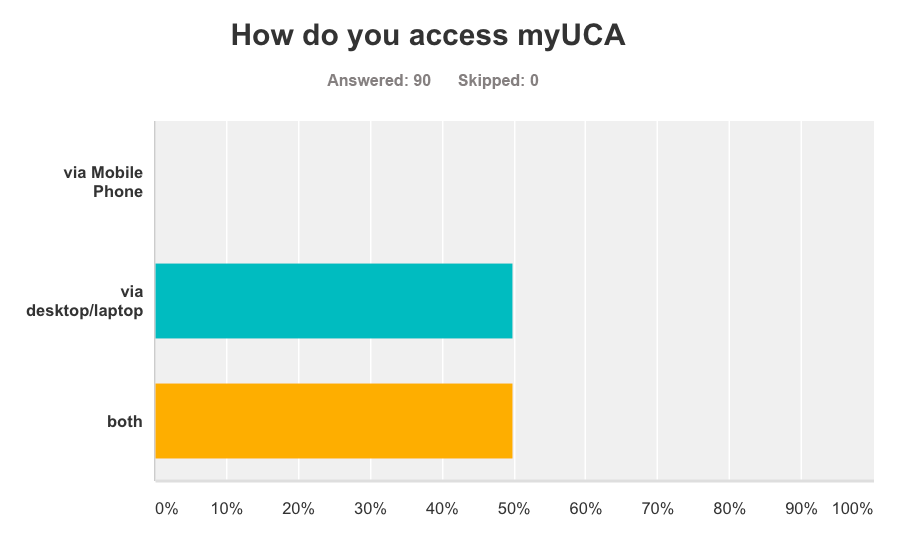 How do you access myUCA
Answered: 90 Skipped: 0
via Mobile
Phone
via
desktop/laptop
both
0% 10% 20% 30% 40% 50% 60% 70% 80% 90% 100%